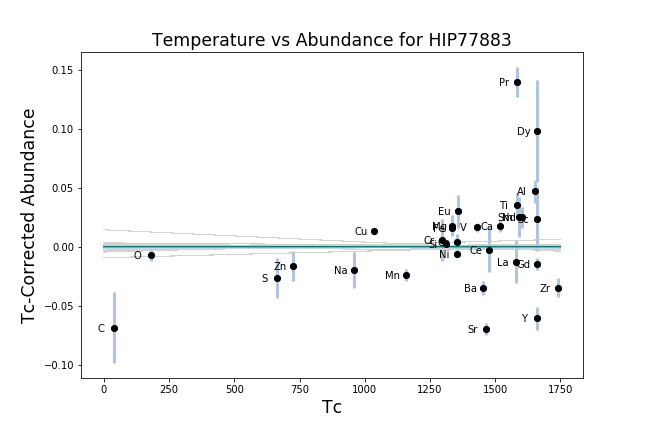 Temperature vs Abundance for HIP77883
Tc-Corrected Abundance
0.15
0.10
0.05
0.00
−0.05
−0.10
Pr
Dy
Al
Ti
Eu
Cu
V
Ca
Sc
O
Ni
Ce
Zn
S
Na
Mn
La
Gd
Ba
Zr
Y
Sr
C
0
250
500
750
1000
1250
1500
1750
Tc